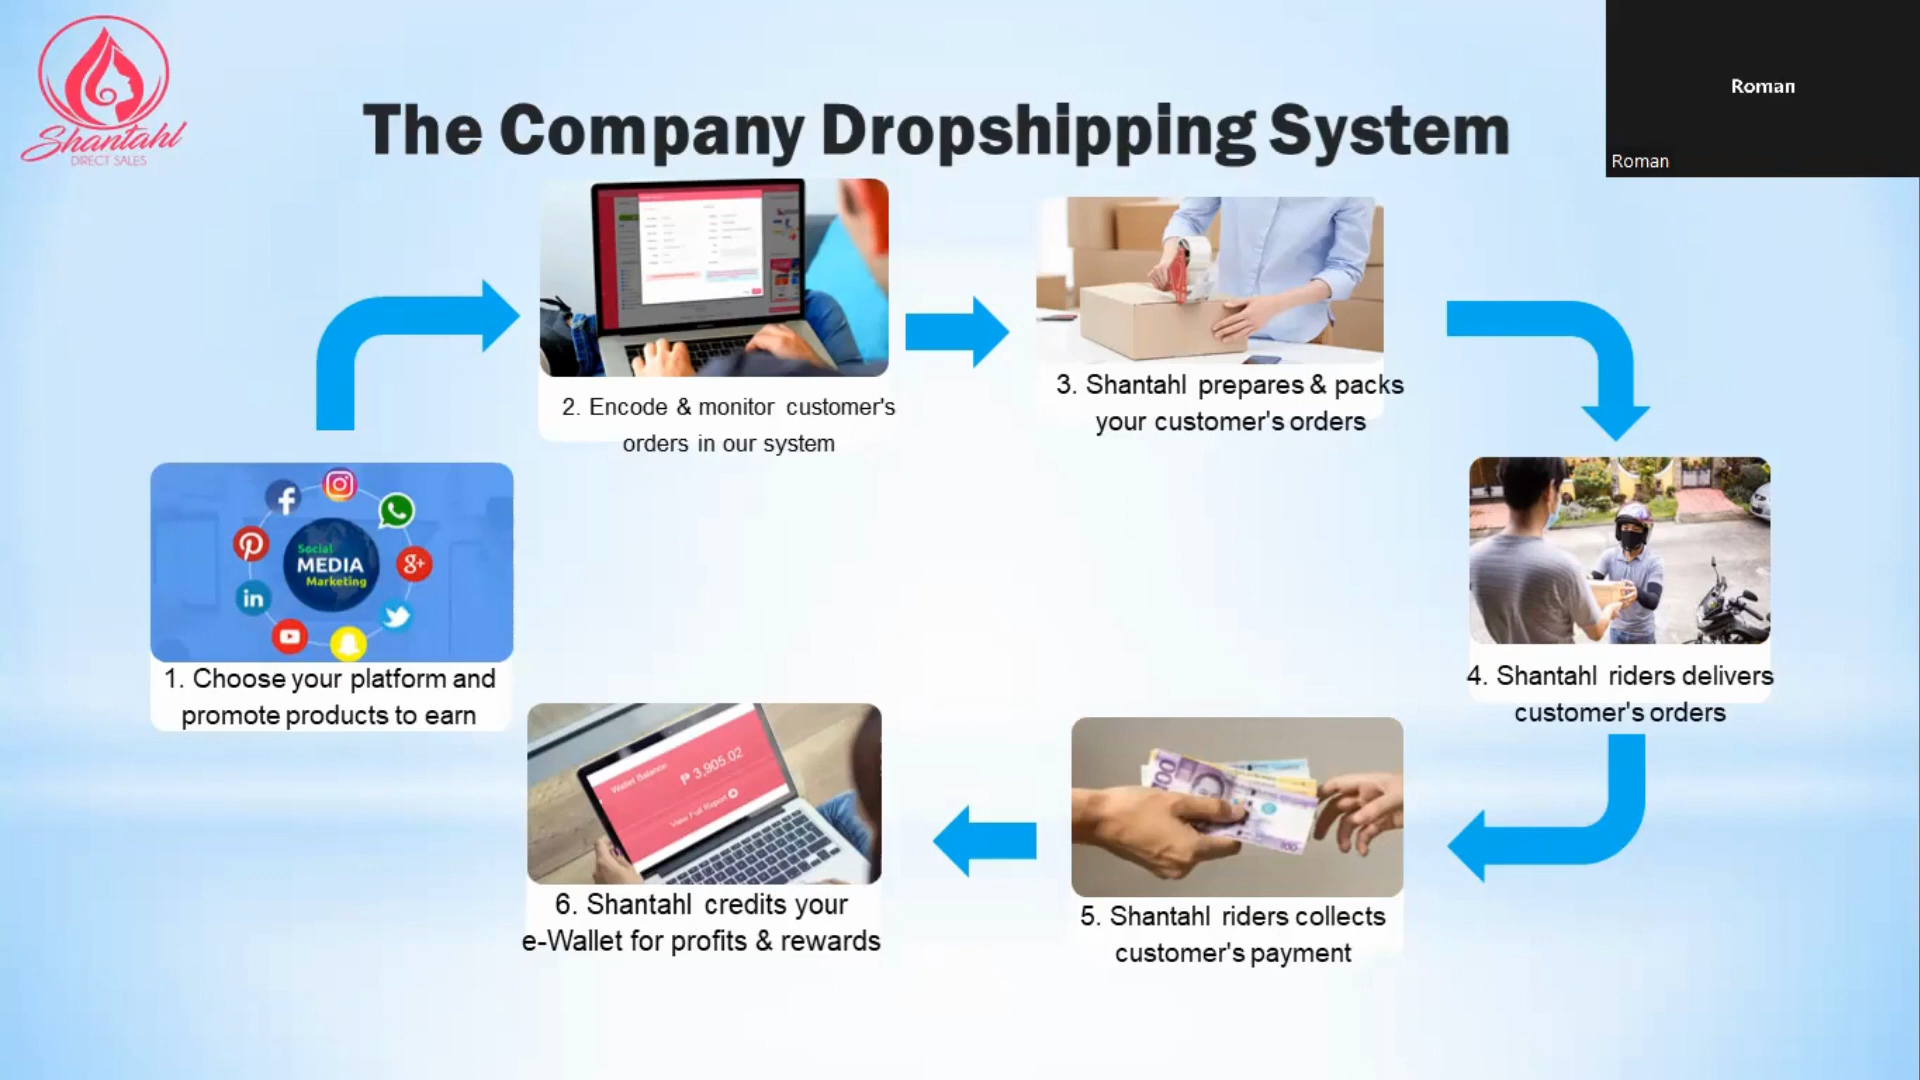 Shantahl
DIRECT SALES
The Company Dropshipping System
Roman
Roman
2. Encode & monitor customer's
orders in our system
3. Shantahl prepares & packs
your customer's orders
Social
MEDIA
Marketing
1. Choose your platform and
promote products to earn
4. Shantahl riders delivers
customer's orders
Wallet Balance
₱ 3,905.02
View Full Report
6. Shantahl credits your
e-Wallet for profits & rewards
100
100
5. Shantahl riders collects
customer's payment